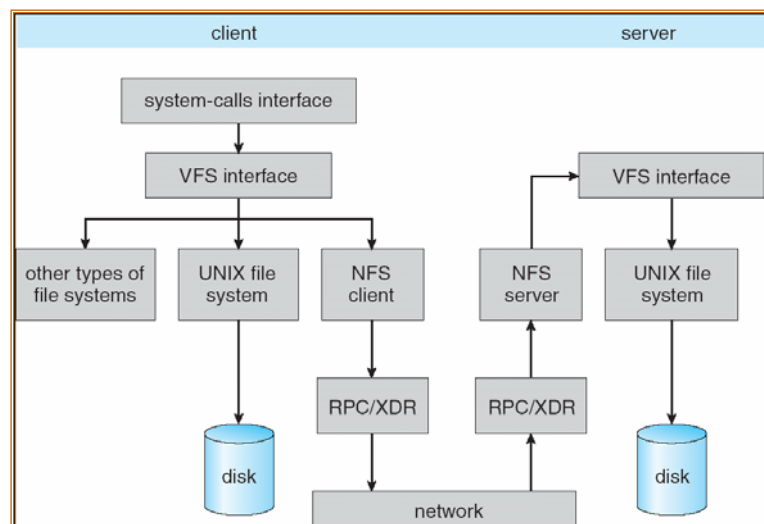 client
server
system-calls interface
VFS interface
VFS interface
other types of
file systems
UNIX file
system
NFS
client
NFS
server
UNIX file
system
RPC/XDR
RPC/XDR
disk
disk
network